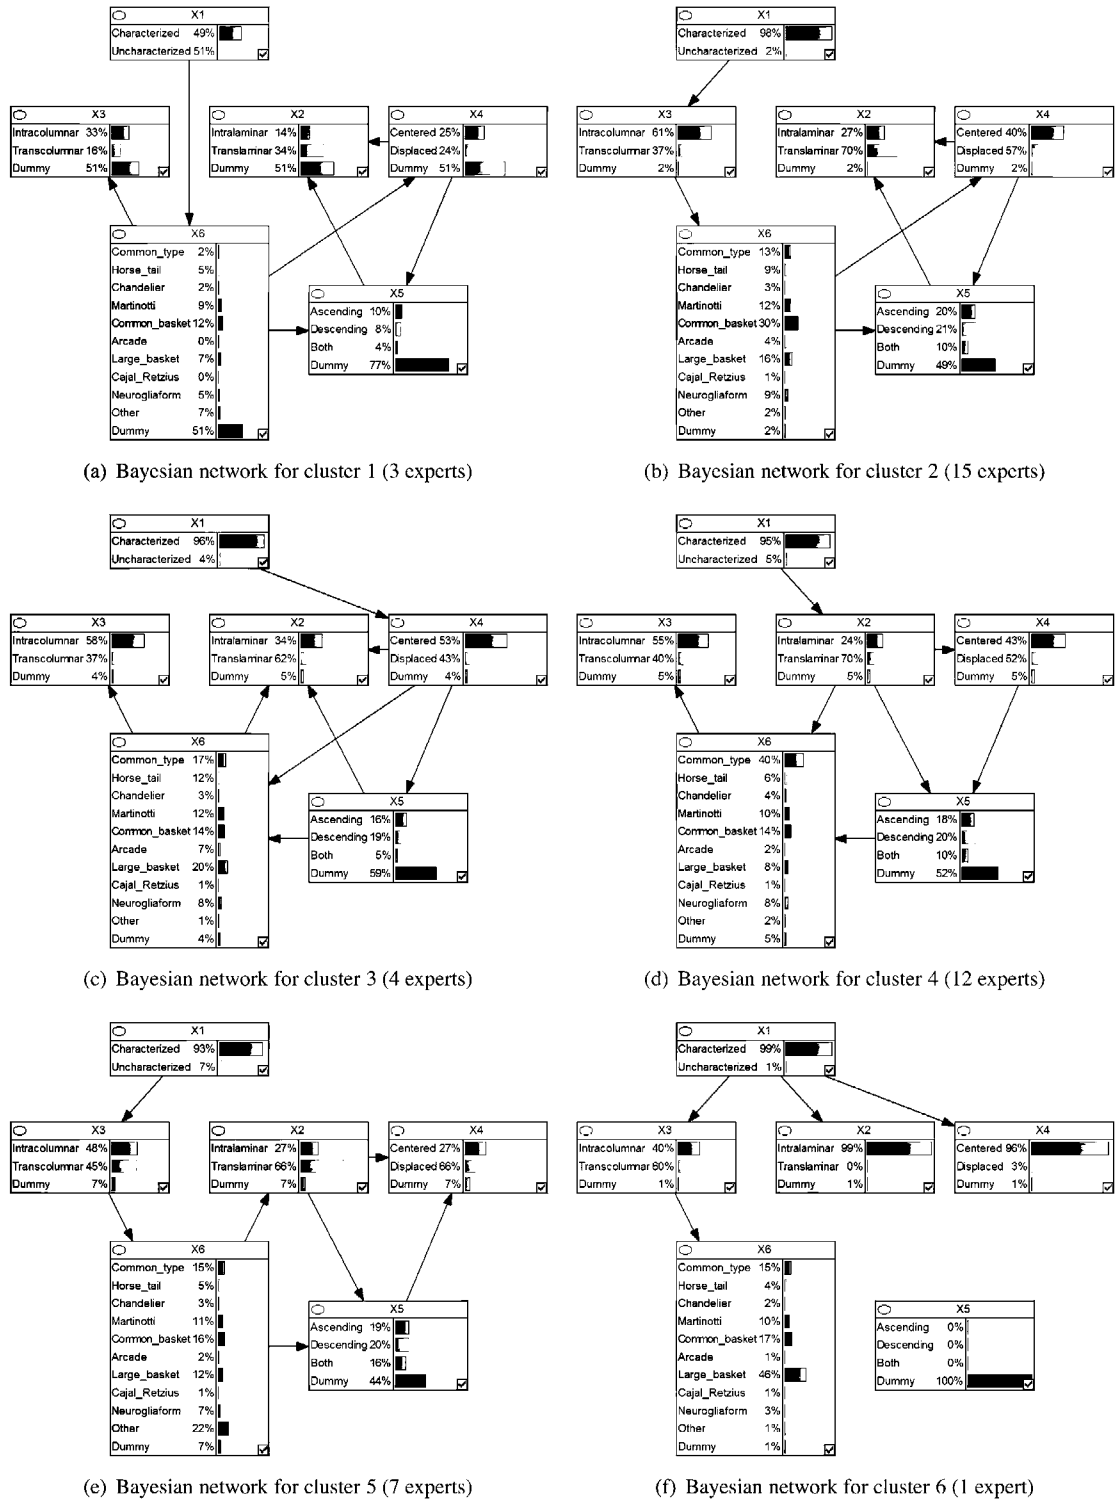 X1
Characterized 49%
Uncharacterized 51%
X3
Intracolumnar 33%
Transcolumnar 16%
Dummy 51%
X2
Intralaminar 14%
Translaminar 34%
Dummy 51%
X4
Centered 25%
Displaced 24%
Dummy 51%
X6
Common_type 2%
Horse_tail 5%
Chandelier 2%
Martinotti 9%
Common_basket 12%
Arcade 0%
Large_basket 7%
Cajal_Retzius 0%
Neurogliaform 5%
Other 7%
Dummy 51%
X5
Ascending 10%
Descending 8%
Both 4%
Dummy 77%
(a) Bayesian network for cluster 1 (3 experts)
X1
Characterized 98%
Uncharacterized 2%
X3
Intracolumnar 61%
Transcolumnar 37%
Dummy 2%
X2
Intralaminar 27%
Translaminar 70%
Dummy 2%
X4
Centered 40%
Displaced 57%
Dummy 2%
X6
Common_type 13%
Horse_tail 9%
Chandelier 3%
Martinotti 12%
Common_basket 30%
Arcade 4%
Large_basket 16%
Cajal_Retzius 1%
Neurogliaform 9%
Other 2%
Dummy 2%
X5
Ascending 20%
Descending 21%
Both 10%
Dummy 49%
(b) Bayesian network for cluster 2 (15 experts)
X1
Characterized 96%
Uncharacterized 4%
X3
Intracolumnar 58%
Transcolumnar 37%
Dummy 4%
X2
Intralaminar 34%
Translaminar 62%
Dummy 5%
X4
Centered 53%
Displaced 43%
Dummy 4%
X6
Common_type 17%
Horse_tail 12%
Chandelier 3%
Martinotti 12%
Common_basket 14%
Arcade 7%
Large_basket 20%
Cajal_Retzius 1%
Neurogliaform 8%
Other 1%
Dummy 4%
X5
Ascending 16%
Descending 19%
Both 5%
Dummy 59%
(c) Bayesian network for cluster 3 (4 experts)
X1
Characterized 95%
Uncharacterized 5%
X3
Intracolumnar 55%
Transcolumnar 40%
Dummy 5%
X2
Intralaminar 24%
Translaminar 70%
Dummy 5%
X4
Centered 43%
Displaced 52%
Dummy 5%
X6
Common_type 40%
Horse_tail 6%
Chandelier 4%
Martinotti 10%
Common_basket 14%
Arcade 2%
Large_basket 8%
Cajal_Retzius 1%
Neurogliaform 8%
Other 2%
Dummy 5%
X5
Ascending 18%
Descending 20%
Both 10%
Dummy 52%
(d) Bayesian network for cluster 4 (12 experts)
X1
Characterized 93%
Uncharacterized 7%
X3
Intracolumnar 48%
Transcolumnar 45%
Dummy 7%
X2
Intralaminar 27%
Translaminar 66%
Dummy 7%
X4
Centered 27%
Displaced 66%
Dummy 7%
X6
Common_type 15%
Horse_tail 5%
Chandelier 3%
Martinotti 11%
Common_basket 16%
Arcade 2%
Large_basket 12%
Cajal_Retzius 1%
Neurogliaform 7%
Other 22%
Dummy 7%
X5
Ascending 19%
Descending 20%
Both 16%
Dummy 44%
(e) Bayesian network for cluster 5 (7 experts)
X1
Characterized 99%
Uncharacterized 1%
X3
Intracolumnar 40%
Transcolumnar 60%
Dummy 1%
X2
Intralaminar 99%
Translaminar 0%
Dummy 1%
X4
Centered 96%
Displaced 3%
Dummy 1%
X6
Common_type 15%
Horse_tail 4%
Chandelier 2%
Martinotti 10%
Common_basket 17%
Arcade 1%
Large_basket 46%
Cajal_Retzius 1%
Neurogliaform 3%
Other 1%
Dummy 1%
X5
Ascending 0%
Descending 0%
Both 0%
Dummy 100%
(f) Bayesian network for cluster 6 (1 expert)